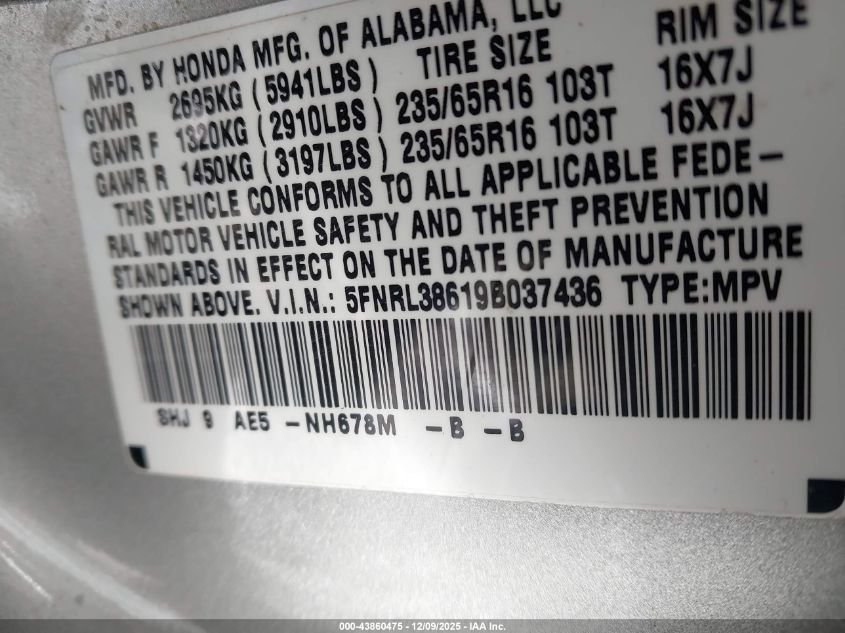 MFD. BY HONDA MFG. OF ALABAMA, LLC
GVWR 2695KG (5941LBS) TIRE SIZE RIM SIZE
GAWR F 1320KG (2910LBS) 235/65R16 103T 16X7J
GAWR R 1450KG (3197LBS) 235/65R16 103T 16X7J
THIS VEHICLE CONFORMS TO ALL APPLICABLE FEDE-
RAL MOTOR VEHICLE SAFETY AND THEFT PREVENTION
STANDARDS IN EFFECT ON THE DATE OF MANUFACTURE
SHOWN ABOVE. V.I.N.: 5FNRL38619B037436 TYPE:MPV
SHJ 9 AE5 -NH678M -B -B
000-43860475 - 12/09/2025 - IAA Inc.